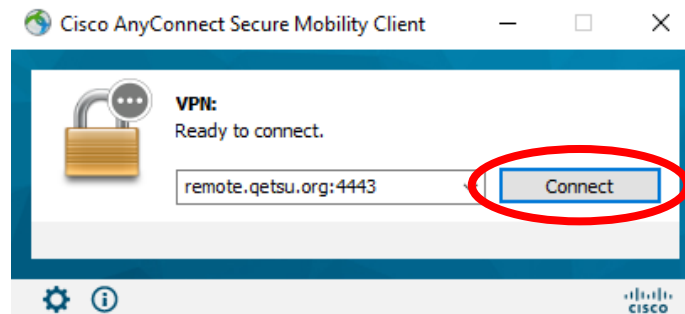 Cisco AnyConnect Secure Mobility Client
VPN:
Ready to connect.
remote.qetsu.org:4443
Connect
cisco